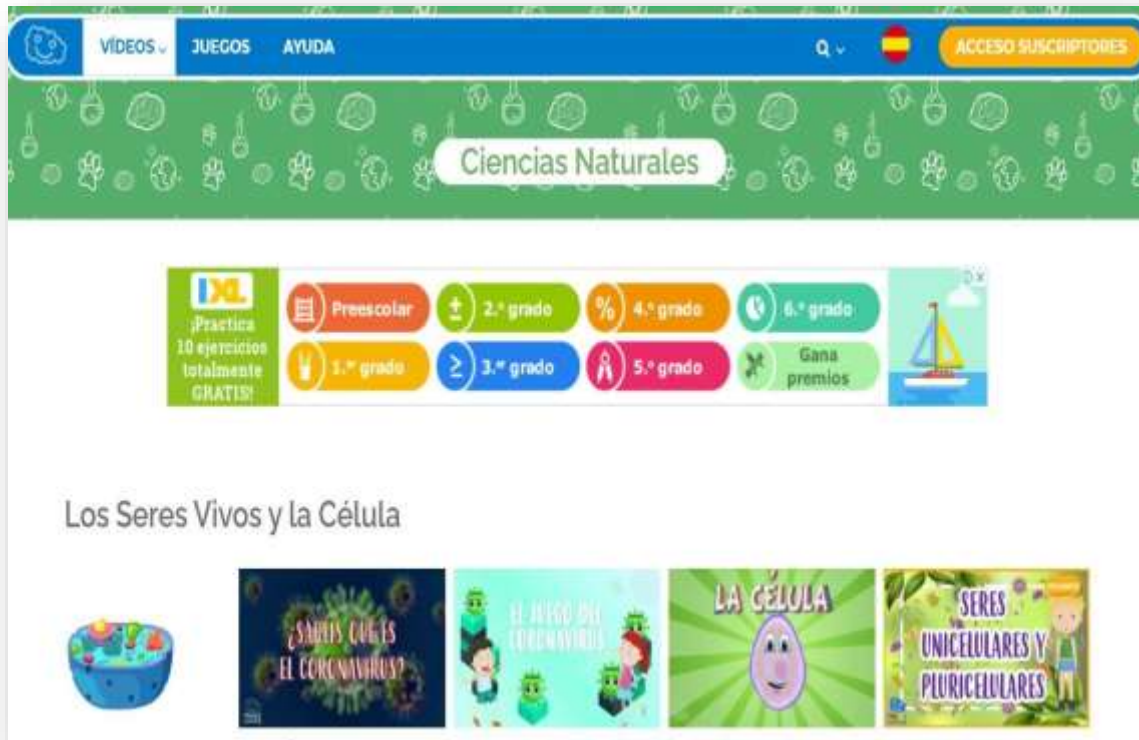 VÍDEOS JUEGOS AYUDA ACCESO SUSCRIPTORES
Ciencias Naturales
IXL
¡Practica
10 ejercicios
totalmente
GRATIS!
Preescolar 2.º grado 4.º grado 6.º grado
1.er grado 3.er grado 5.º grado Gana
premios
Los Seres Vivos y la Célula
¿SABÉIS QUÉ ES
EL CORONAVIRUS?
EL JUEGO DEL
CORONAVIRUS
LA CÉLULA
SERES
UNICELULARES Y
PLURICELULARES